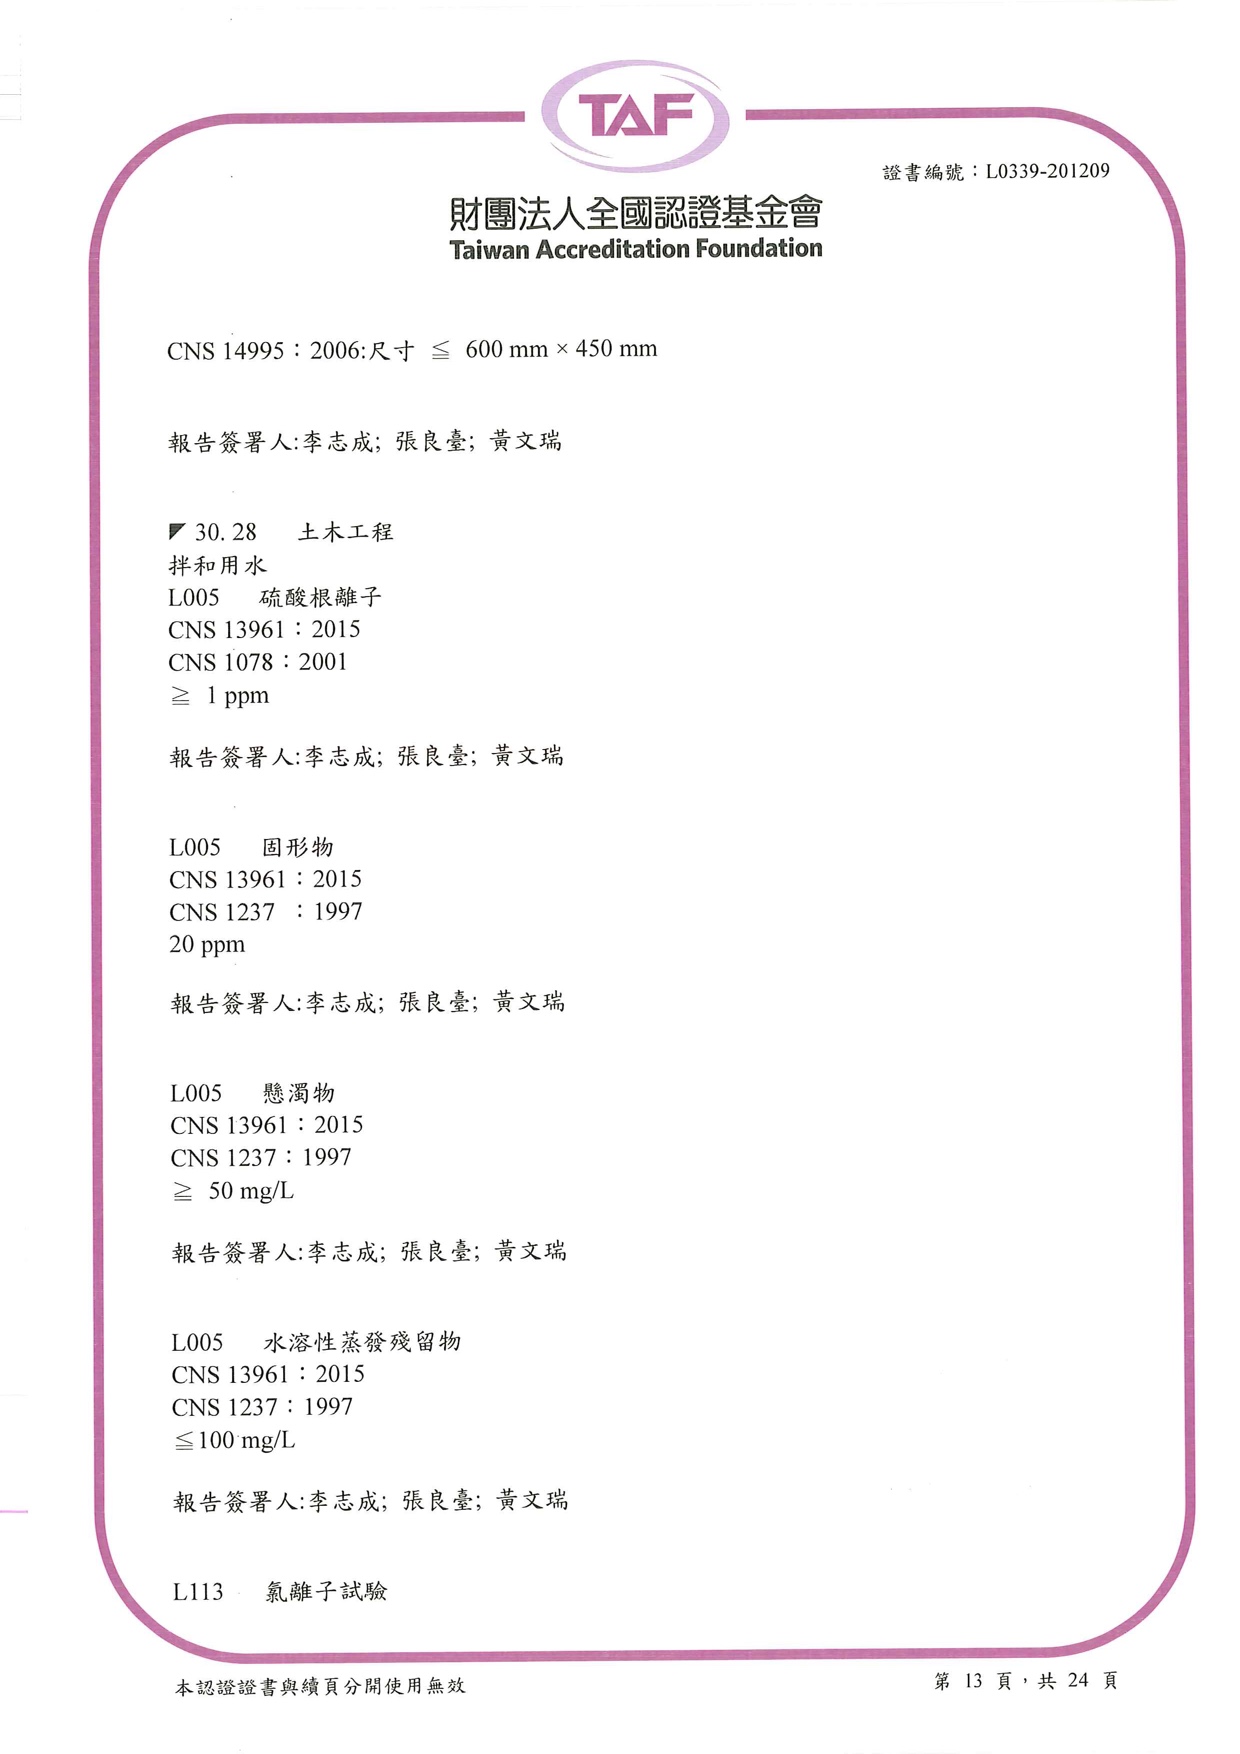 TAF
證書編號：L0339-201209
財團法人全國認證基金會
Taiwan Accreditation Foundation
CNS 14995：2006:尺寸 ≦ 600 mm × 450 mm
報告簽署人:李志成; 張良臺; 黃文瑞
◤ 30.28 土木工程
拌和用水
L005 硫酸根離子
CNS 13961：2015
CNS 1078：2001
≧ 1 ppm
報告簽署人:李志成; 張良臺; 黃文瑞
L005 固形物
CNS 13961：2015
CNS 1237 ：1997
20 ppm
報告簽署人:李志成; 張良臺; 黃文瑞
L005 懸濁物
CNS 13961：2015
CNS 1237：1997
≧ 50 mg/L
報告簽署人:李志成; 張良臺; 黃文瑞
L005 水溶性蒸發殘留物
CNS 13961：2015
CNS 1237：1997
≦100 mg/L
報告簽署人:李志成; 張良臺; 黃文瑞
L113 氯離子試驗
本認證證書與續頁分開使用無效
第 13 頁，共 24 頁